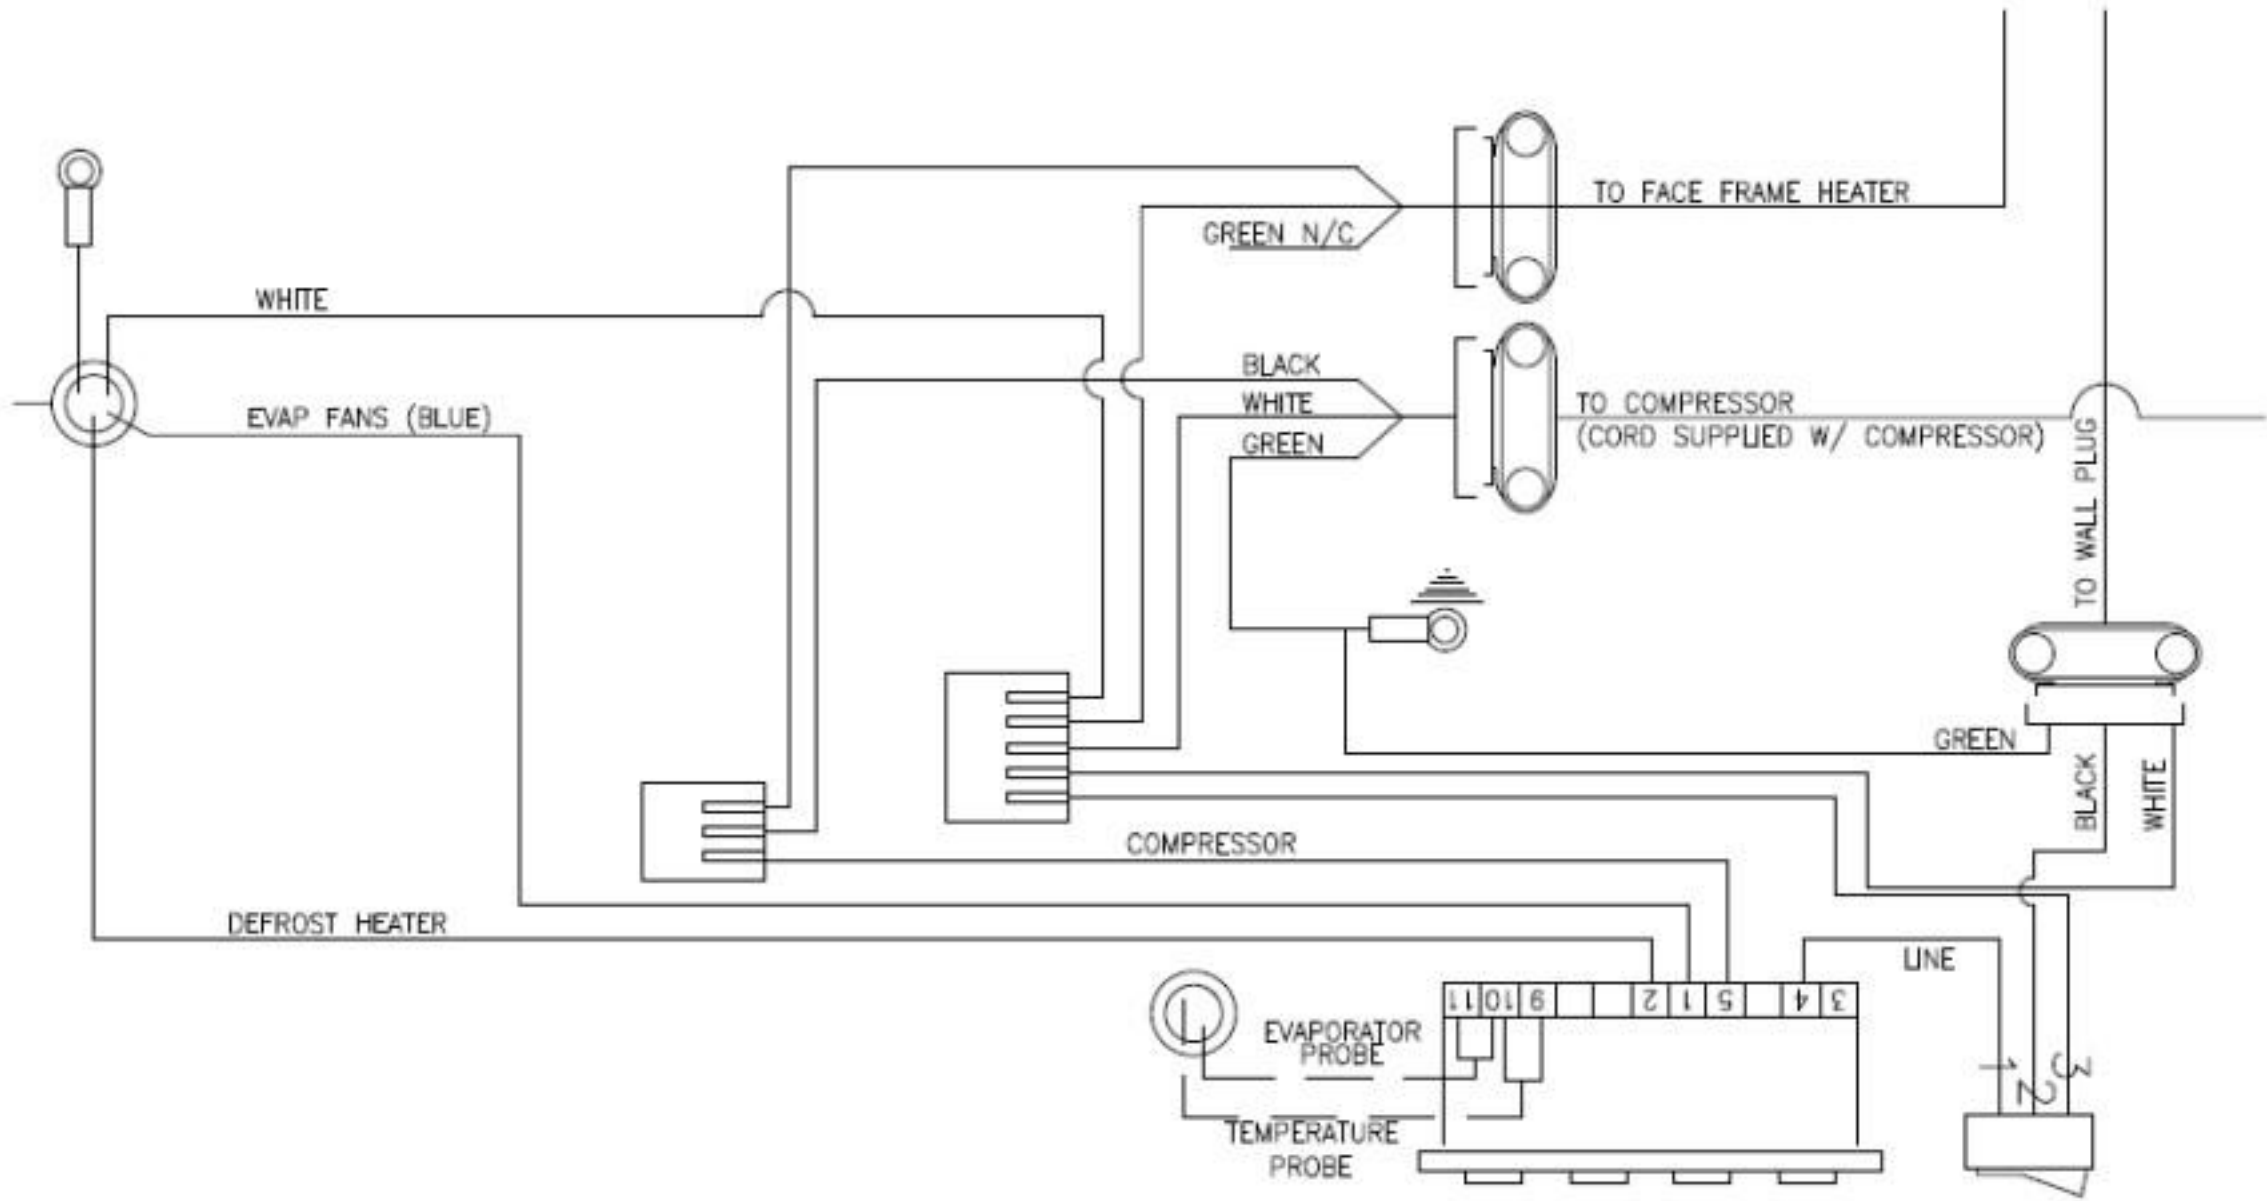 TO FACE FRAME HEATER
GREEN N/C
WHITE
BLACK
WHITE
GREEN
TO COMPRESSOR
(CORD SUPPLIED W/ COMPRESSOR)
EVAP FANS (BLUE)
TO WALL PLUG
GREEN
BLACK
WHITE
COMPRESSOR
DEFROST HEATER
LINE
11 10 9 2 1 5 4 3
EVAPORATOR
PROBE
TEMPERATURE
PROBE
1 2 3